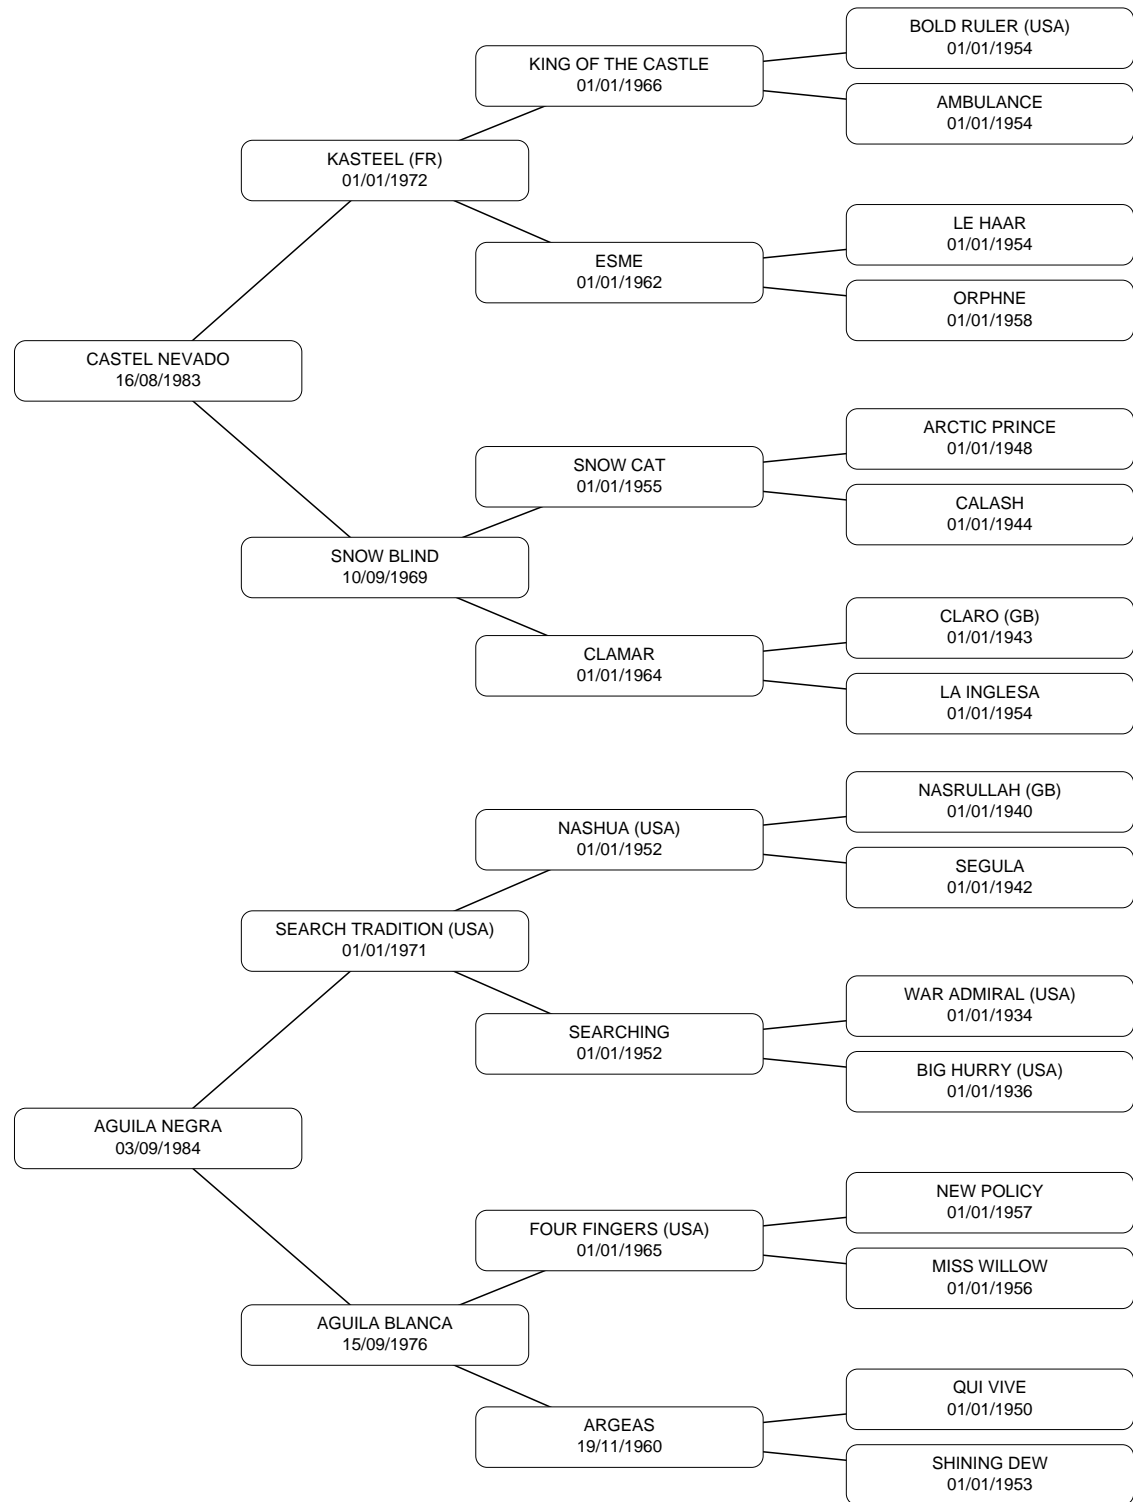 BOLD RULER (USA)
01/01/1954
KING OF THE CASTLE
01/01/1966
AMBULANCE
01/01/1954
KASTEEL (FR)
01/01/1972
LE HAAR
01/01/1954
ESME
01/01/1962
ORPHNE
01/01/1958
CASTEL NEVADO
16/08/1983
ARCTIC PRINCE
01/01/1948
SNOW CAT
01/01/1955
CALASH
01/01/1944
SNOW BLIND
10/09/1969
CLARO (GB)
01/01/1943
CLAMAR
01/01/1964
LA INGLESA
01/01/1954
NASRULLAH (GB)
01/01/1940
NASHUA (USA)
01/01/1952
SEGULA
01/01/1942
SEARCH TRADITION (USA)
01/01/1971
WAR ADMIRAL (USA)
01/01/1934
SEARCHING
01/01/1952
BIG HURRY (USA)
01/01/1936
AGUILA NEGRA
03/09/1984
NEW POLICY
01/01/1957
FOUR FINGERS (USA)
01/01/1965
MISS WILLOW
01/01/1956
AGUILA BLANCA
15/09/1976
QUI VIVE
01/01/1950
ARGEAS
19/11/1960
SHINING DEW
01/01/1953